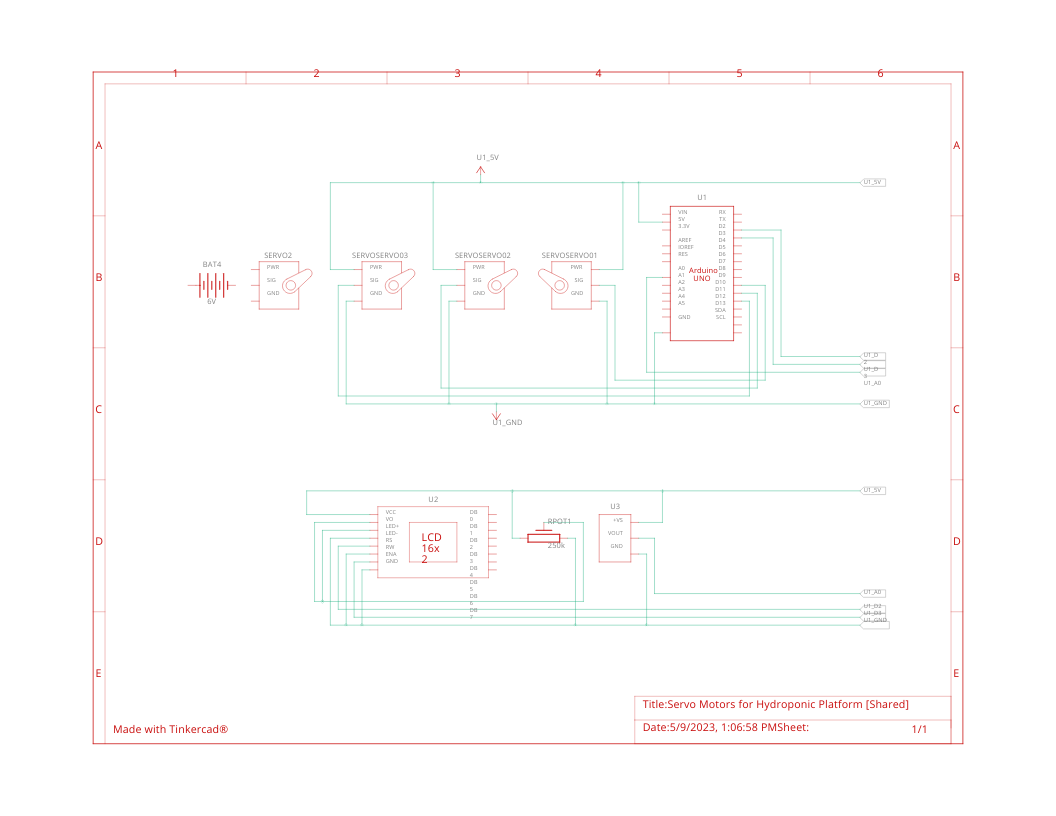 1 2 3 4 5 6
A A
U1_5V
U1_5V
U1
VIN RX
5V TX
3.3V D2
D3
AREF D4
IOREF D5
RES D6
D7
A0 D8
A1 D9
A2 D10
A3 D11
A4 D12
A5 D13
SDA
GND SCL
Arduino
UNO
SERVO2 SERVOSERVO03 SERVOSERVO02 SERVOSERVO01
PWR PWR PWR PWR
SIG SIG SIG SIG
GND GND GND GND
BAT4
6V
B B
U1_D
2
U1_D
3
U1_A0
U1_GND
C C
U1_GND
U1_5V
U2
VCC DB
VO 0
LED+ DB
LED- 1
RS DB
RW 2
ENA DB
GND 3
DB
4
DB
5
DB
6
DB
7
LCD
16x
2
RPOT1
250k
U3
+VS
VOUT
GND
D D
U1_A0
U1_D2
U1_D3
U1_GND
E E
Title:Servo Motors for Hydroponic Platform [Shared]
Date:5/9/2023, 1:06:58 PMSheet: 1/1
Made with Tinkercad®